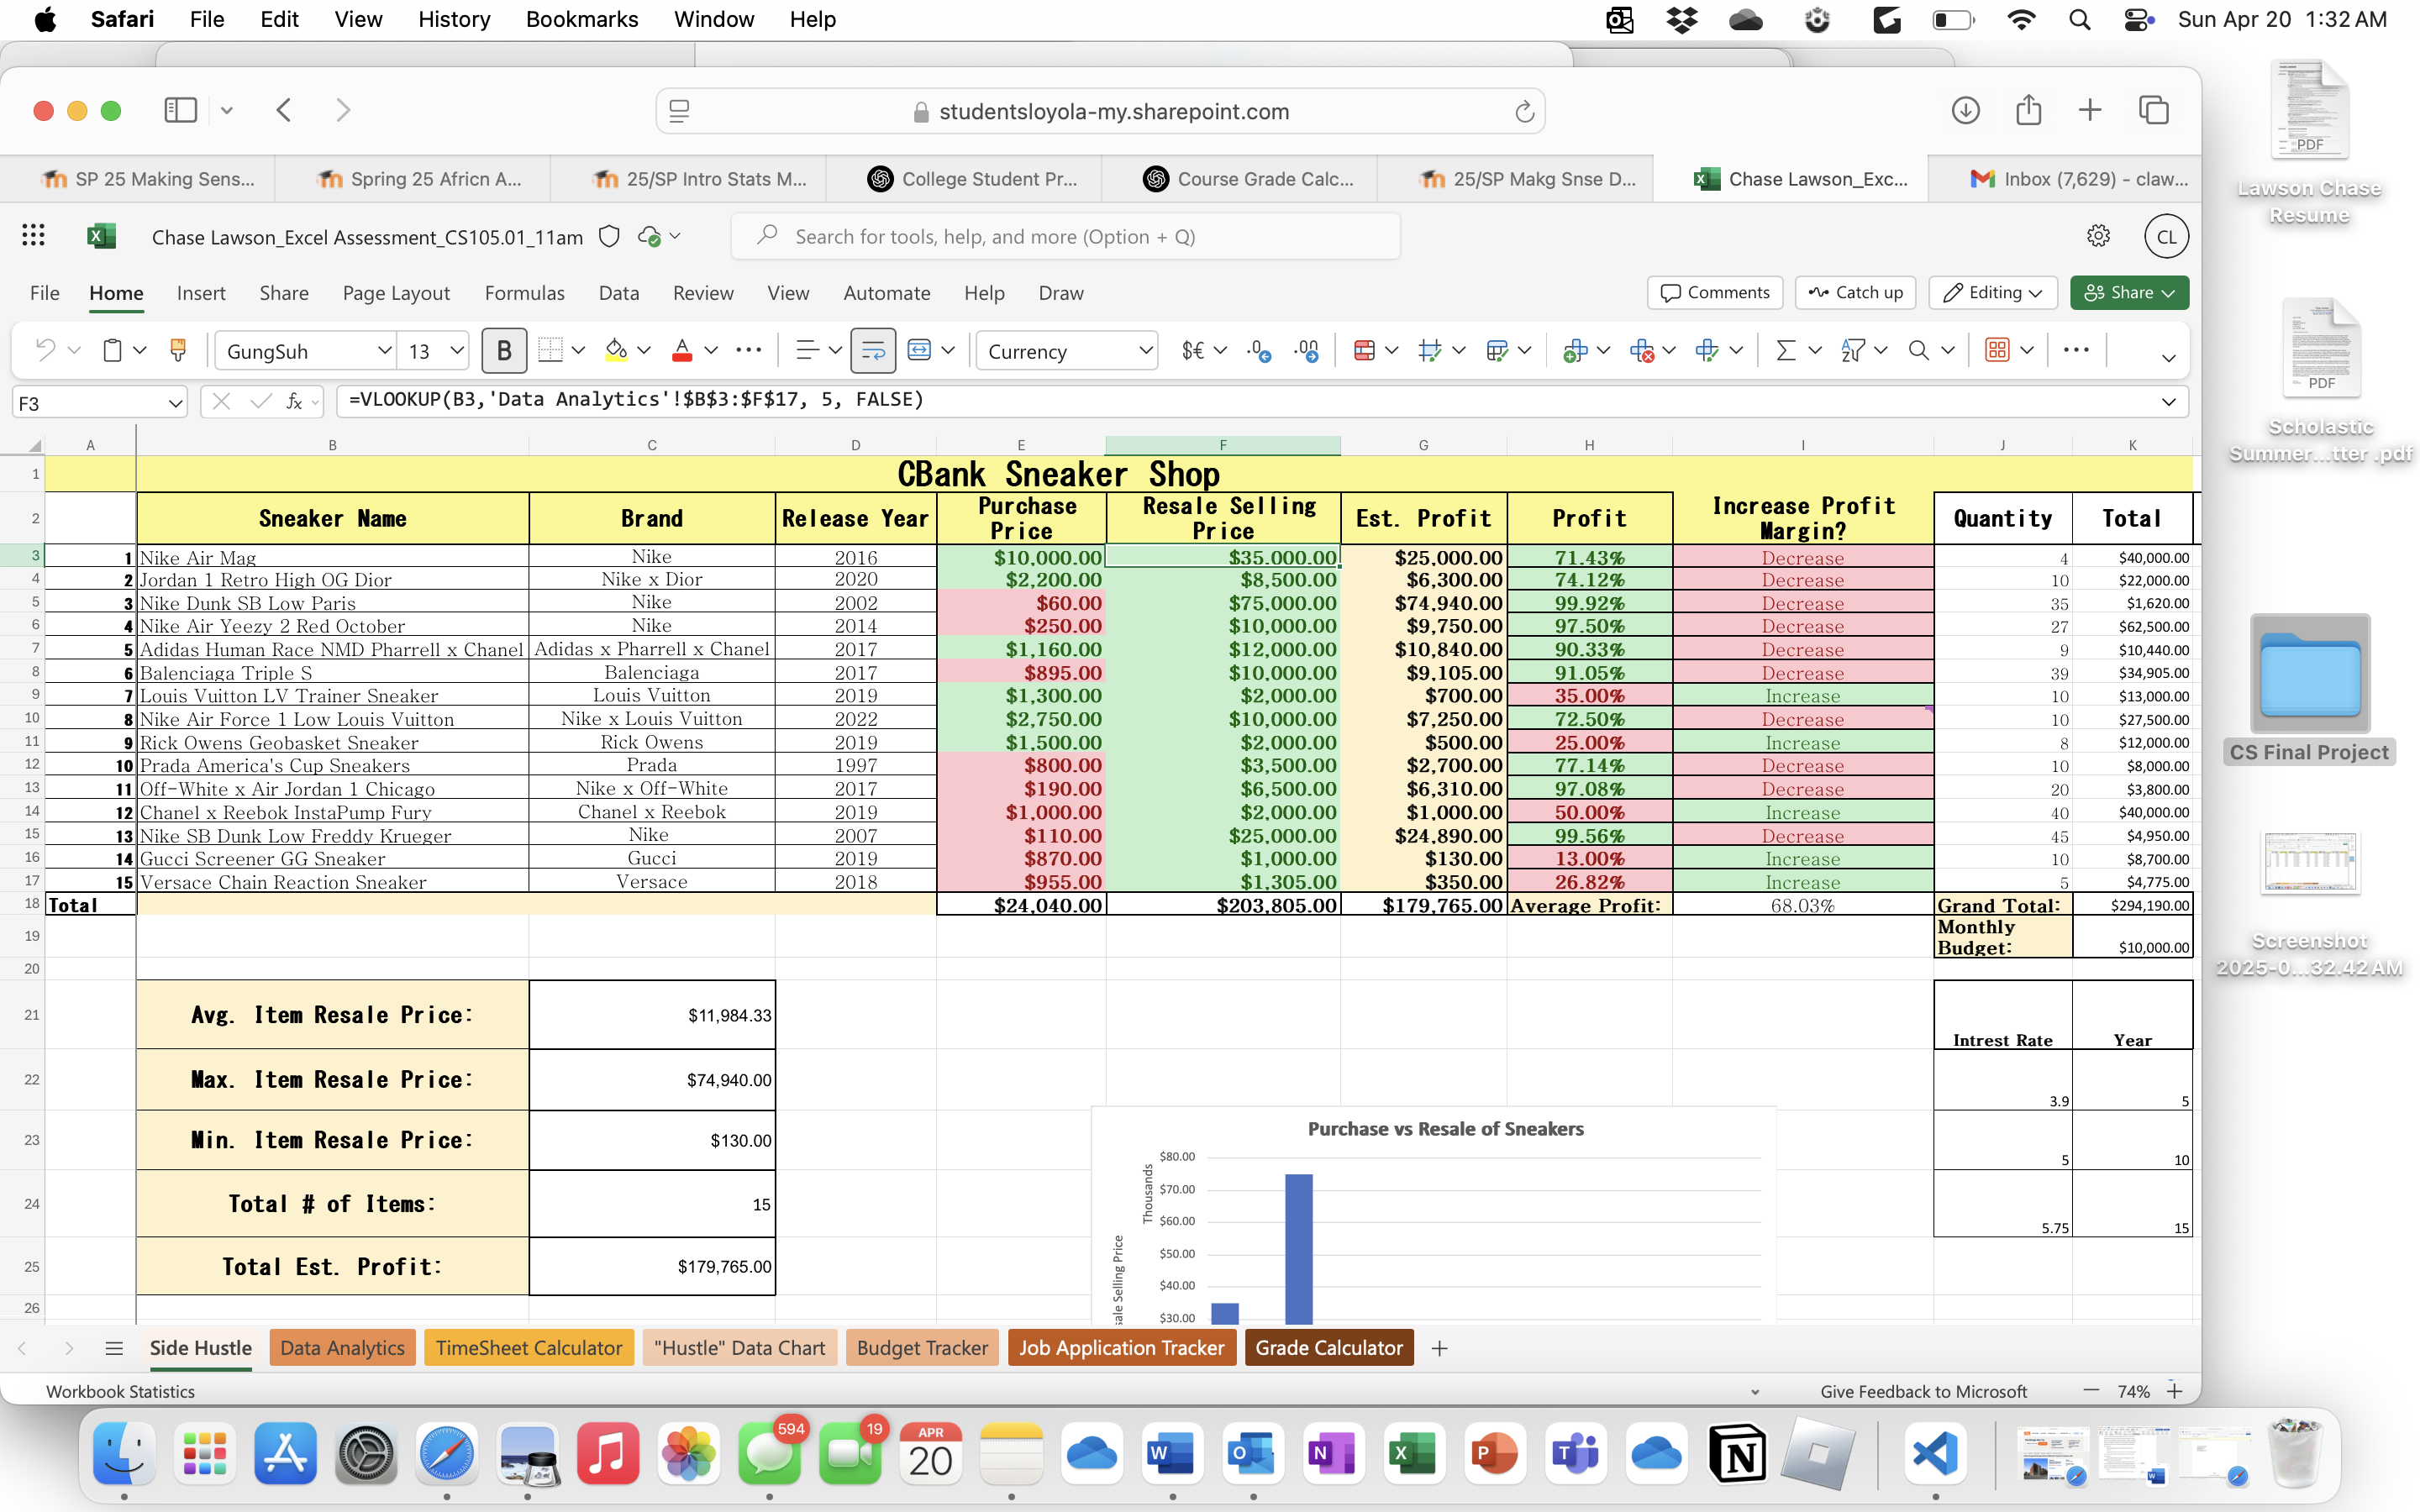 Safari File Edit View History Bookmarks Window Help Sun Apr 20 1:32 AM
studentsloyola-my.sharepoint.com
SP 25 Making Sens... Spring 25 Africn A... 25/SP Intro Stats M... College Student Pr... Course Grade Calc... 25/SP Makg Snse D... Chase Lawson_Exc... Inbox (7,629) - claw...
Chase Lawson_Excel Assessment_CS105.01_11am Search for tools, help, and more (Option + Q) CL
File Home Insert Share Page Layout Formulas Data Review View Automate Help Draw Comments Catch up Editing Share
GungSuh 13 B A Currency $€
F3 fx =VLOOKUP(B3,'Data Analytics'!$B$3:$F$17, 5, FALSE)
A B C D E F G H I J K
1 CBank Sneaker Shop
2 Sneaker Name Brand Release Year Purchase Price Resale Selling Price Est. Profit Profit Increase Profit Margin? Quantity Total
3 1 Nike Air Mag Nike 2016 $10,000.00 $35,000.00 $25,000.00 71.43% Decrease 4 $40,000.00
4 2 Jordan 1 Retro High OG Dior Nike x Dior 2020 $2,200.00 $8,500.00 $6,300.00 74.12% Decrease 10 $22,000.00
5 3 Nike Dunk SB Low Paris Nike 2002 $60.00 $75,000.00 $74,940.00 99.92% Decrease 35 $1,620.00
6 4 Nike Air Yeezy 2 Red October Nike 2014 $250.00 $10,000.00 $9,750.00 97.50% Decrease 27 $62,500.00
7 5 Adidas Human Race NMD Pharrell x Chanel Adidas x Pharrell x Chanel 2017 $1,160.00 $12,000.00 $10,840.00 90.33% Decrease 9 $10,440.00
8 6 Balenciaga Triple S Balenciaga 2017 $895.00 $10,000.00 $9,105.00 91.05% Decrease 39 $34,905.00
9 7 Louis Vuitton LV Trainer Sneaker Louis Vuitton 2019 $1,300.00 $2,000.00 $700.00 35.00% Increase 10 $13,000.00
10 8 Nike Air Force 1 Low Louis Vuitton Nike x Louis Vuitton 2022 $2,750.00 $10,000.00 $7,250.00 72.50% Decrease 10 $27,500.00
11 9 Rick Owens Geobasket Sneaker Rick Owens 2019 $1,500.00 $2,000.00 $500.00 25.00% Increase 8 $12,000.00
12 10 Prada America's Cup Sneakers Prada 1997 $800.00 $3,500.00 $2,700.00 77.14% Decrease 10 $8,000.00
13 11 Off-White x Air Jordan 1 Chicago Nike x Off-White 2017 $190.00 $6,500.00 $6,310.00 97.08% Decrease 20 $3,800.00
14 12 Chanel x Reebok InstaPump Fury Chanel x Reebok 2019 $1,000.00 $2,000.00 $1,000.00 50.00% Increase 40 $40,000.00
15 13 Nike SB Dunk Low Freddy Krueger Nike 2007 $110.00 $25,000.00 $24,890.00 99.56% Decrease 45 $4,950.00
16 14 Gucci Screener GG Sneaker Gucci 2019 $870.00 $1,000.00 $130.00 13.00% Increase 10 $8,700.00
17 15 Versace Chain Reaction Sneaker Versace 2018 $955.00 $1,305.00 $350.00 26.82% Increase 5 $4,775.00
18 Total $24,040.00 $203,805.00 $179,765.00 Average Profit: 68.03% Grand Total: $294,190.00
19 Monthly Budget: $10,000.00
20
21 Avg. Item Resale Price: $11,984.33 Intrest Rate Year
22 Max. Item Resale Price: $74,940.00 3.9 5
23 Min. Item Resale Price: $130.00 5 10
24 Total # of Items: 15 5.75 15
25 Total Est. Profit: $179,765.00
26
Purchase vs Resale of Sneakers
Thousands
sale Selling Price
$80.00
$70.00
$60.00
$50.00
$40.00
$30.00
Side Hustle Data Analytics TimeSheet Calculator "Hustle" Data Chart Budget Tracker Job Application Tracker Grade Calculator
Workbook Statistics Give Feedback to Microsoft 74%
PDF
Lawson Chase
Resume
PDF
Scholastic
Summer...tter .pdf
CS Final Project
Screenshot
2025-0...32.42 AM
594 19 APR 20 W O N X P T N